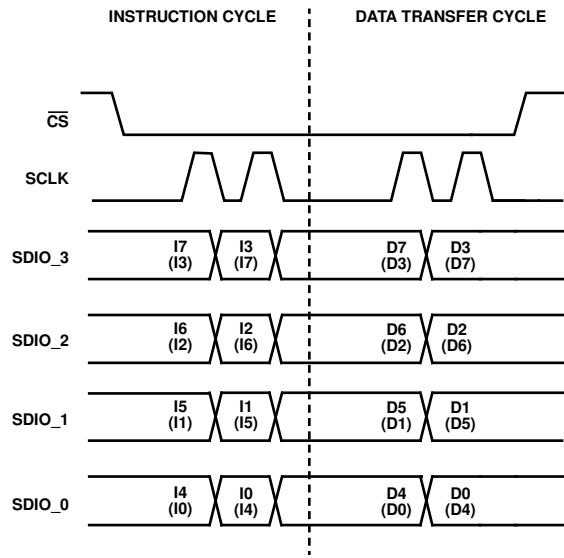 INSTRUCTION CYCLE DATA TRANSFER CYCLE
CS
SCLK
SDIO_3 I7 I3 D7 D3
(I3) (I7) (D3) (D7)
SDIO_2 I6 I2 D6 D2
(I2) (I6) (D2) (D6)
SDIO_1 I5 I1 D5 D1
(I1) (I5) (D1) (D5)
SDIO_0 I4 I0 D4 D0
(I0) (I4) (D0) (D4)